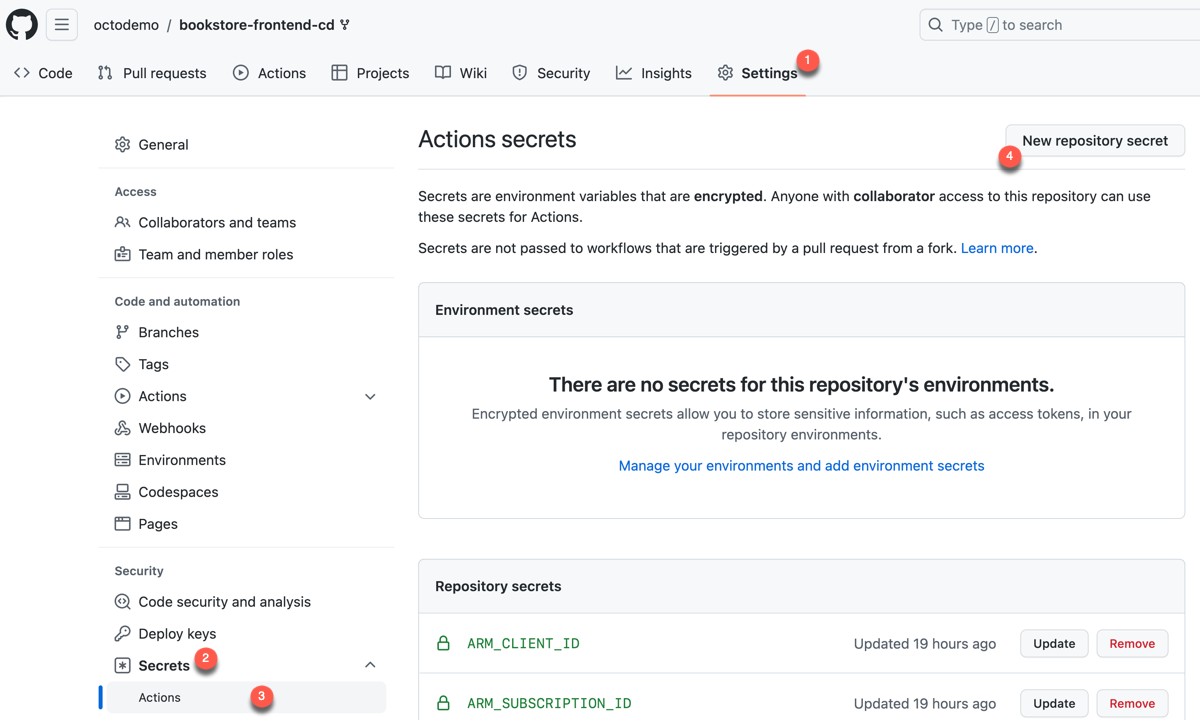 octodemo / bookstore-frontend-cd
Type / to search
Code Pull requests Actions Projects Wiki Security Insights Settings 1
General
Access
Collaborators and teams
Team and member roles
Code and automation
Branches
Tags
Actions
Webhooks
Environments
Codespaces
Pages
Security
Code security and analysis
Deploy keys
Secrets 2
Actions 3
Actions secrets
New repository secret
4
Secrets are environment variables that are encrypted. Anyone with collaborator access to this repository can use
these secrets for Actions.
Secrets are not passed to workflows that are triggered by a pull request from a fork. Learn more.
Environment secrets
There are no secrets for this repository's environments.
Encrypted environment secrets allow you to store sensitive information, such as access tokens, in your
repository environments.
Manage your environments and add environment secrets
Repository secrets
ARM_CLIENT_ID Updated 19 hours ago Update Remove
ARM_SUBSCRIPTION_ID Updated 19 hours ago Update Remove